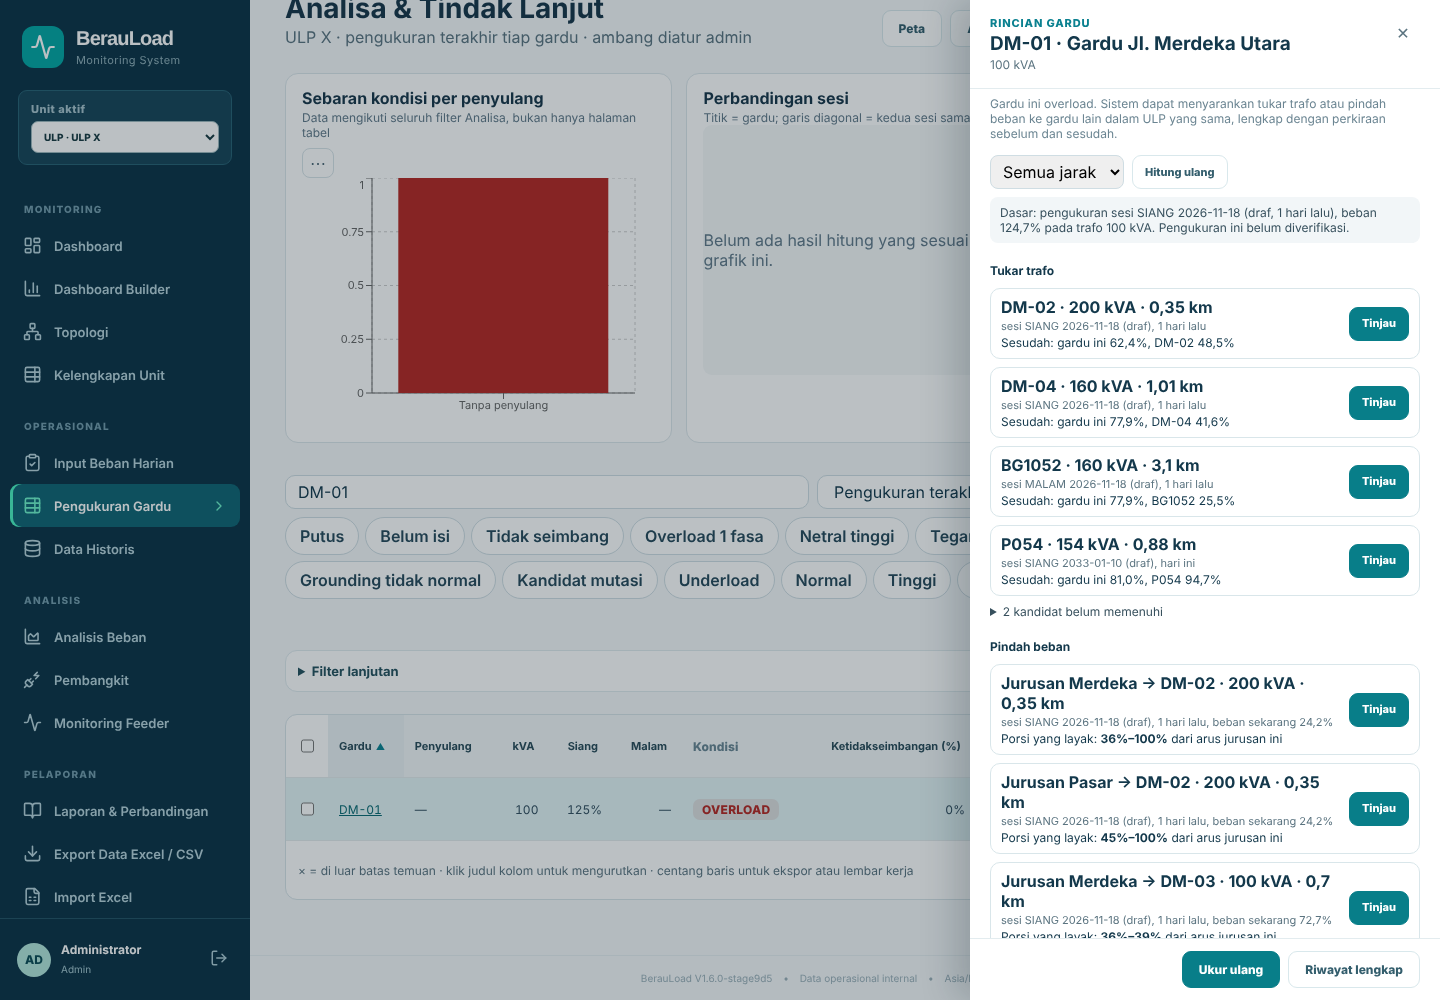 BerauLoad
Monitoring System
Unit aktif
ULP · ULP X
MONITORING
Dashboard
Dashboard Builder
Topologi
Kelengkapan Unit
OPERASIONAL
Input Beban Harian
Pengukuran Gardu
Data Historis
ANALISIS
Analisis Beban
Pembangkit
Monitoring Feeder
PELAPORAN
Laporan & Perbandingan
Export Data Excel / CSV
Import Excel
AD
Administrator
Admin
Analisa & Tindak Lanjut
ULP X · pengukuran terakhir tiap gardu · ambang diatur admin
Peta
Sebaran kondisi per penyulang
Data mengikuti seluruh filter Analisa, bukan hanya halaman
tabel
...
1
0.75
0.5
0.25
0
Tanpa penyulang
Perbandingan sesi
Titik = gardu; garis diagonal = kedua sesi sama
Belum ada hasil hitung yang sesuai
grafik ini.
DM-01
Pengukuran
Putus
Belum isi
Tidak seimbang
Overload 1 fasa
Netral tinggi
Grounding tidak normal
Kandidat mutasi
Underload
Normal
Tinggi
▶ Filter lanjutan
Gardu ▲
Penyulang
kVA
Siang
Malam
Kondisi
Ketidakseimbangan (%)
DM-01
—
100
125%
—
OVERLOAD
0%
× = di luar batas temuan · klik judul kolom untuk mengurutkan · centang baris untuk ekspor atau lembar kerja
BerauLoad V1.6.0-stage9d5 • Data operasional internal •
RINCIAN GARDU
DM-01 · Gardu Jl. Merdeka Utara
100 kVA
×
Gardu ini overload. Sistem dapat menyarankan tukar trafo atau pindah
beban ke gardu lain dalam ULP yang sama, lengkap dengan perkiraan
sebelum dan sesudah.
Semua jarak
Hitung ulang
Dasar: pengukuran sesi SIANG 2026-11-18 (draf, 1 hari lalu), beban
124,7% pada trafo 100 kVA. Pengukuran ini belum diverifikasi.
Tukar trafo
DM-02 · 200 kVA · 0,35 km
sesi SIANG 2026-11-18 (draf), 1 hari lalu
Sesudah: gardu ini 62,4%, DM-02 48,5%
Tinjau
DM-04 · 160 kVA · 1,01 km
sesi SIANG 2026-11-18 (draf), 1 hari lalu
Sesudah: gardu ini 77,9%, DM-04 41,6%
Tinjau
BG1052 · 160 kVA · 3,1 km
sesi MALAM 2026-11-18 (draf), 1 hari lalu
Sesudah: gardu ini 77,9%, BG1052 25,5%
Tinjau
P054 · 154 kVA · 0,88 km
sesi SIANG 2033-01-10 (draf), hari ini
Sesudah: gardu ini 81,0%, P054 94,7%
Tinjau
▶ 2 kandidat belum memenuhi
Pindah beban
Jurusan Merdeka → DM-02 · 200 kVA ·
0,35 km
sesi SIANG 2026-11-18 (draf), 1 hari lalu, beban sekarang 24,2%
Porsi yang layak: 36%–100% dari arus jurusan ini
Tinjau
Jurusan Pasar → DM-02 · 200 kVA · 0,35
km
sesi SIANG 2026-11-18 (draf), 1 hari lalu, beban sekarang 24,2%
Porsi yang layak: 45%–100% dari arus jurusan ini
Tinjau
Jurusan Merdeka → DM-03 · 100 kVA · 0,7
km
sesi SIANG 2026-11-18 (draf), 1 hari lalu, beban sekarang 72,7%
Porsi yang layak: 36%–39% dari arus jurusan ini
Tinjau
Ukur ulang
Riwayat lengkap